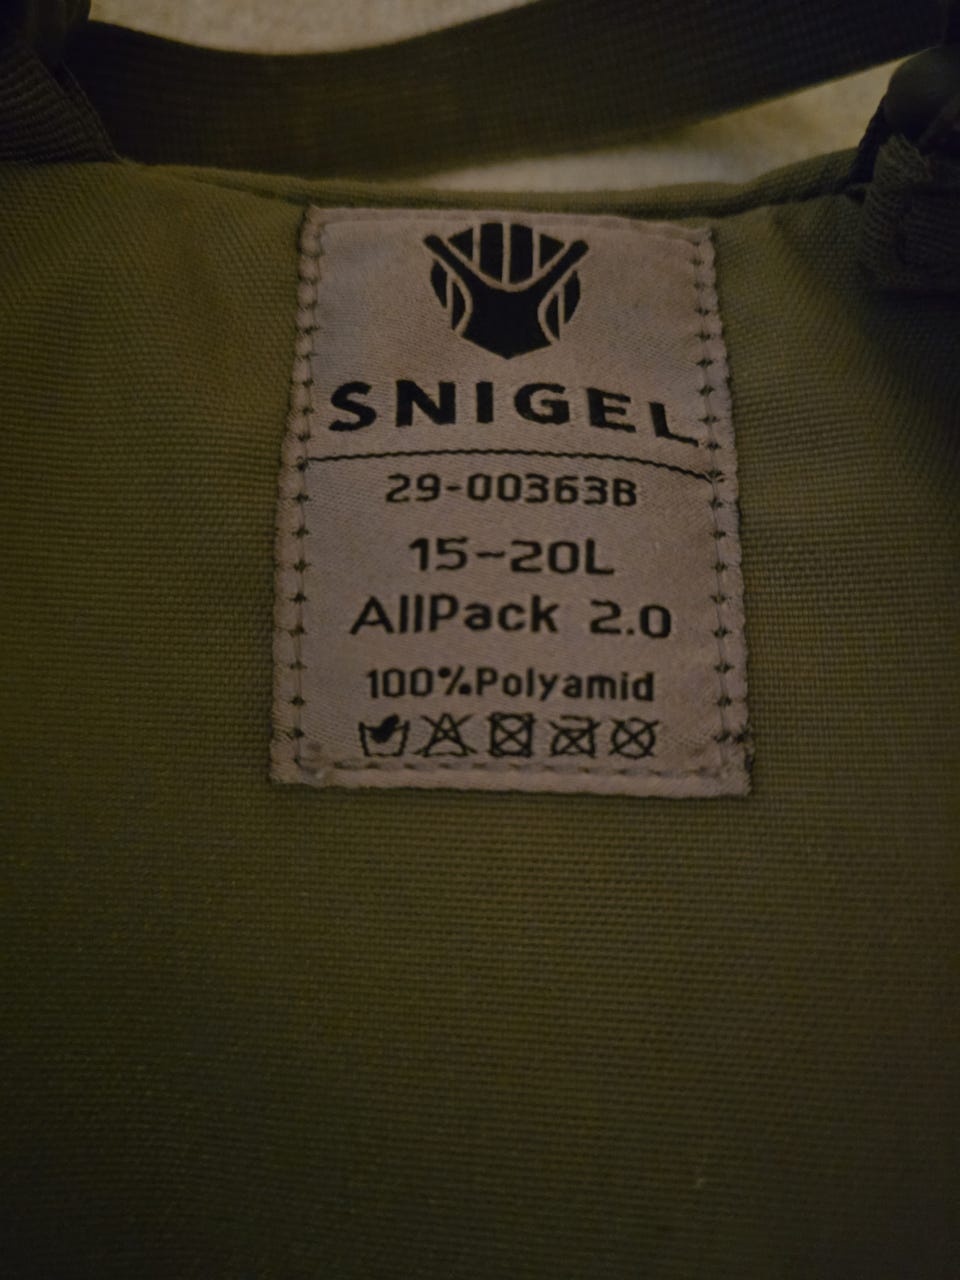 SNIGEL
29-00363B
15-20L
AllPack 2.0
100%Polyamid